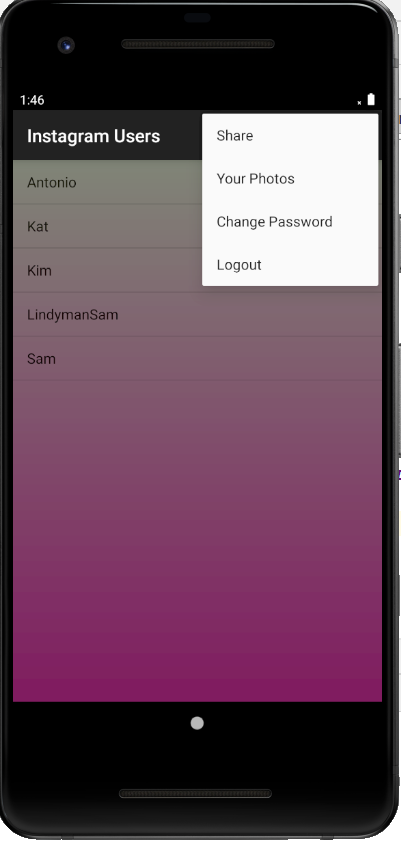 1:46
Instagram Users
Share
Your Photos
Change Password
Logout
Antonio
Kat
Kim
LindymanSam
Sam